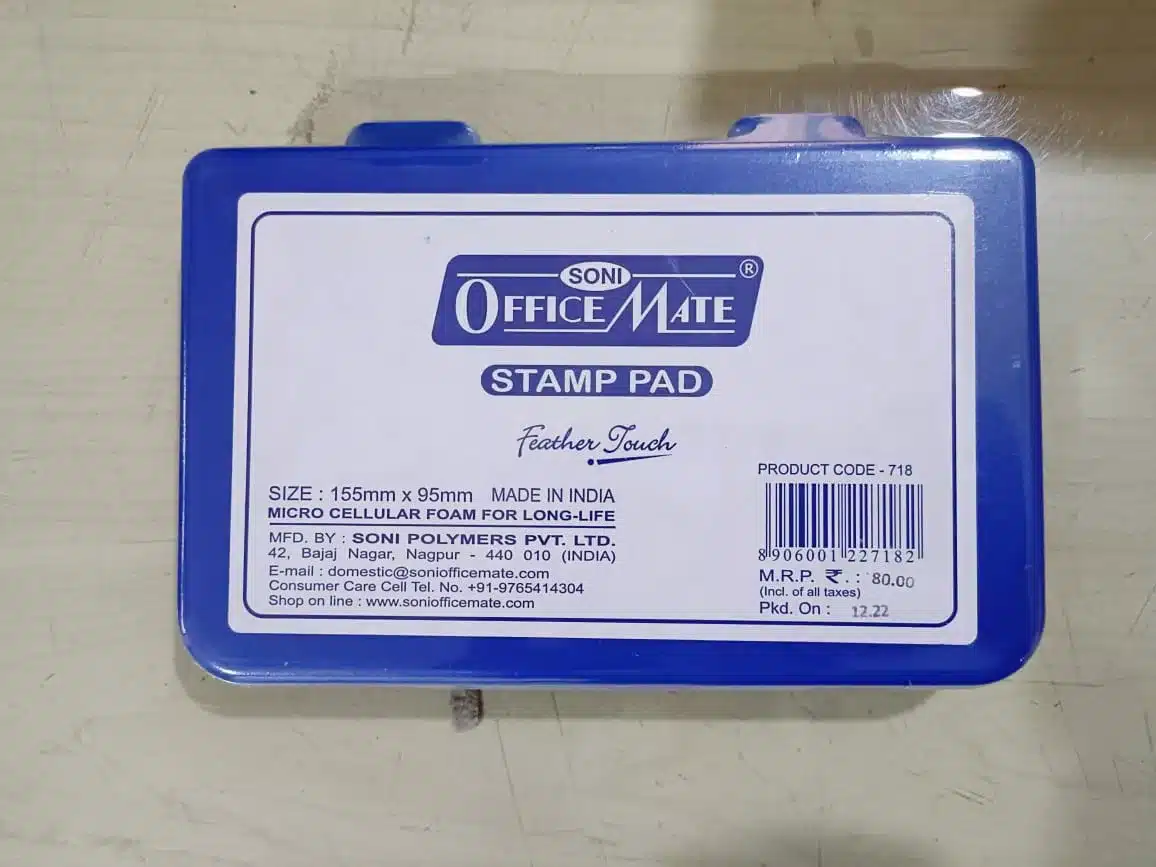 SONI
OFFICE MATE ®
STAMP PAD
Feather Touch
PRODUCT CODE - 718
SIZE : 155mm x 95mm MADE IN INDIA
MICRO CELLULAR FOAM FOR LONG-LIFE
MFD. BY : SONI POLYMERS PVT. LTD.
42, Bajaj Nagar, Nagpur - 440 010 (INDIA)
E-mail : domestic@soniofficemate.com
Consumer Care Cell Tel. No. +91-9765414304
Shop on line : www.soniofficemate.com
8 906001 227182
M.R.P. ₹. : 80.00
(Incl. of all taxes)
Pkd. On : 12.22